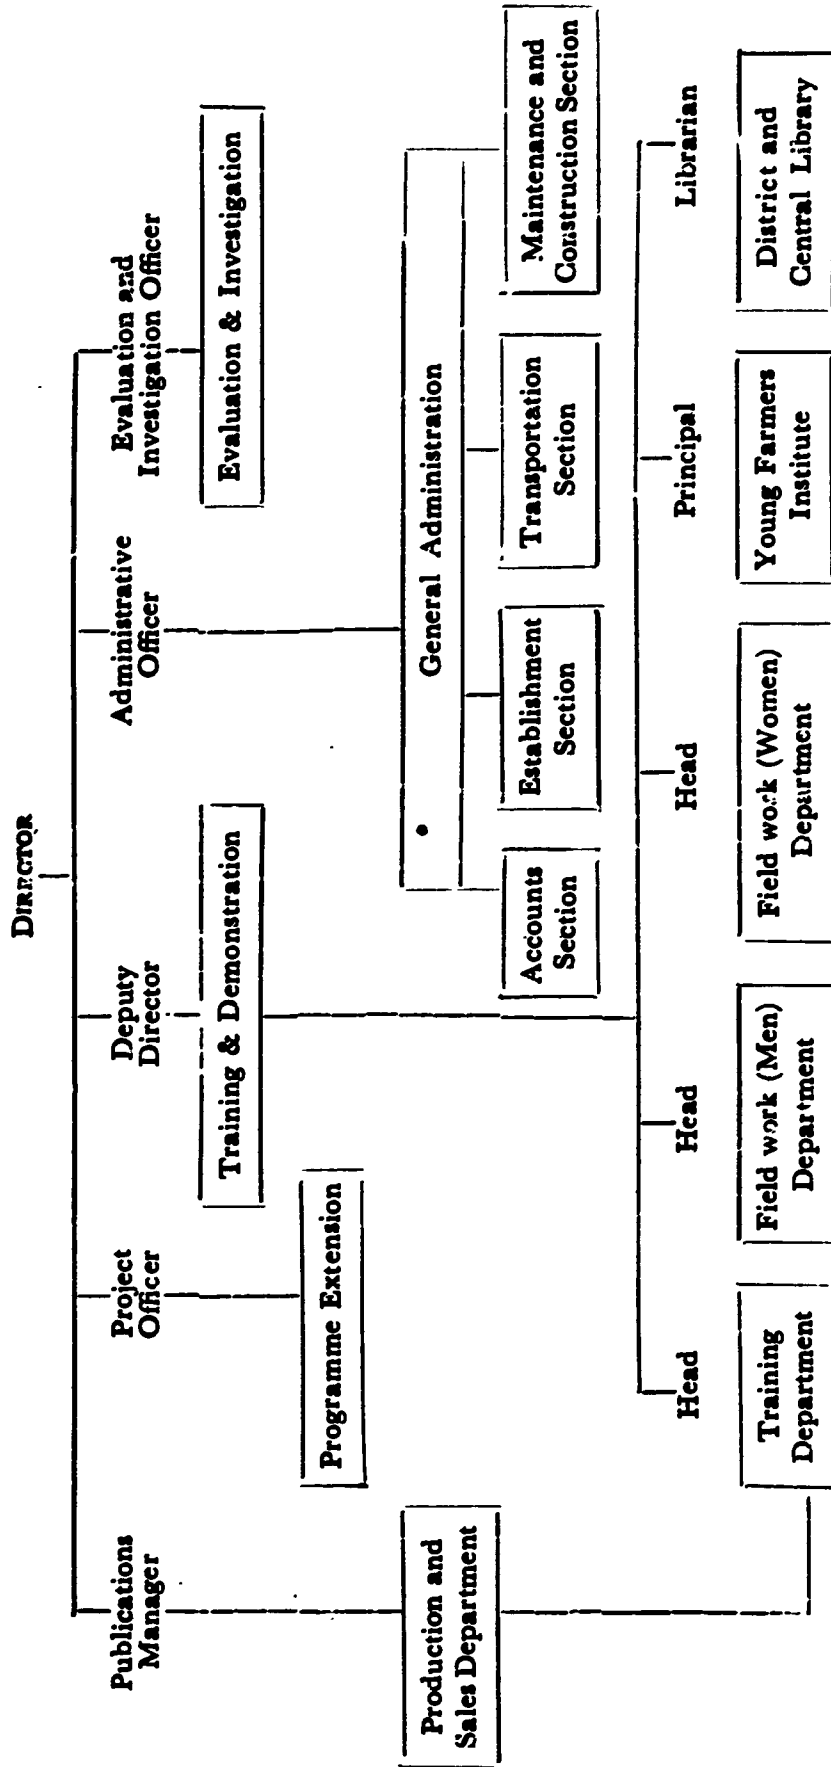 DIRECTOR
Publications
Manager
Project
Officer
Deputy
Director
Administrative
Officer
Evaluation and
Investigation Officer
Training & Demonstration
Evaluation & Investigation
Programme Extension
Production and
Sales Department
General Administration
Accounts
Section
Establishment
Section
Transportation
Section
Maintenance and
Construction Section
Head
Head
Head
Principal
Librarian
Training
Department
Field work (Men)
Department
Field work (Women)
Department
Young Farmers
Institute
District and
Central Library